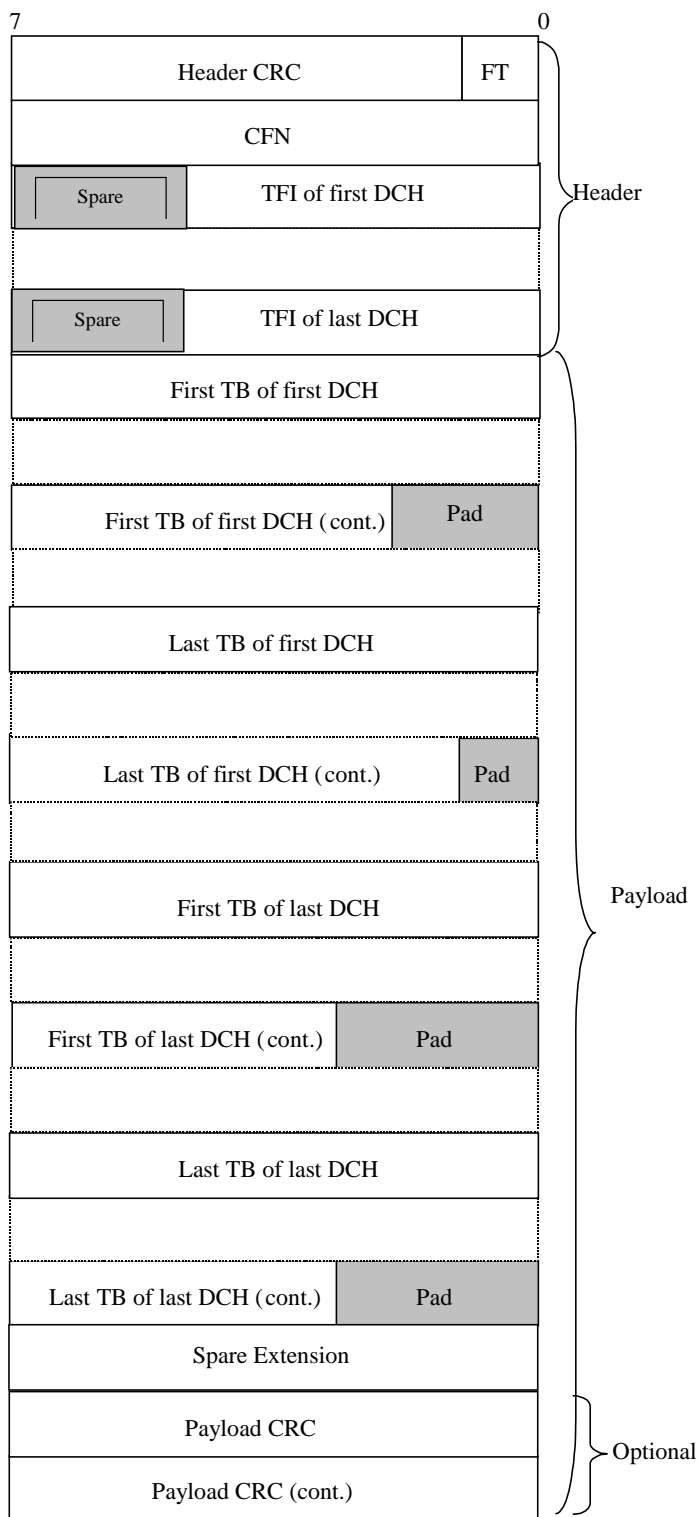 7 0
Header CRC FT
CFN
Spare TFI of first DCH
Header
Spare TFI of last DCH
First TB of first DCH
First TB of first DCH (cont.) Pad
Last TB of first DCH
Last TB of first DCH (cont.) Pad
First TB of last DCH
Payload
First TB of last DCH (cont.) Pad
Last TB of last DCH
Last TB of last DCH (cont.) Pad
Spare Extension
Payload CRC
Optional
Payload CRC (cont.)